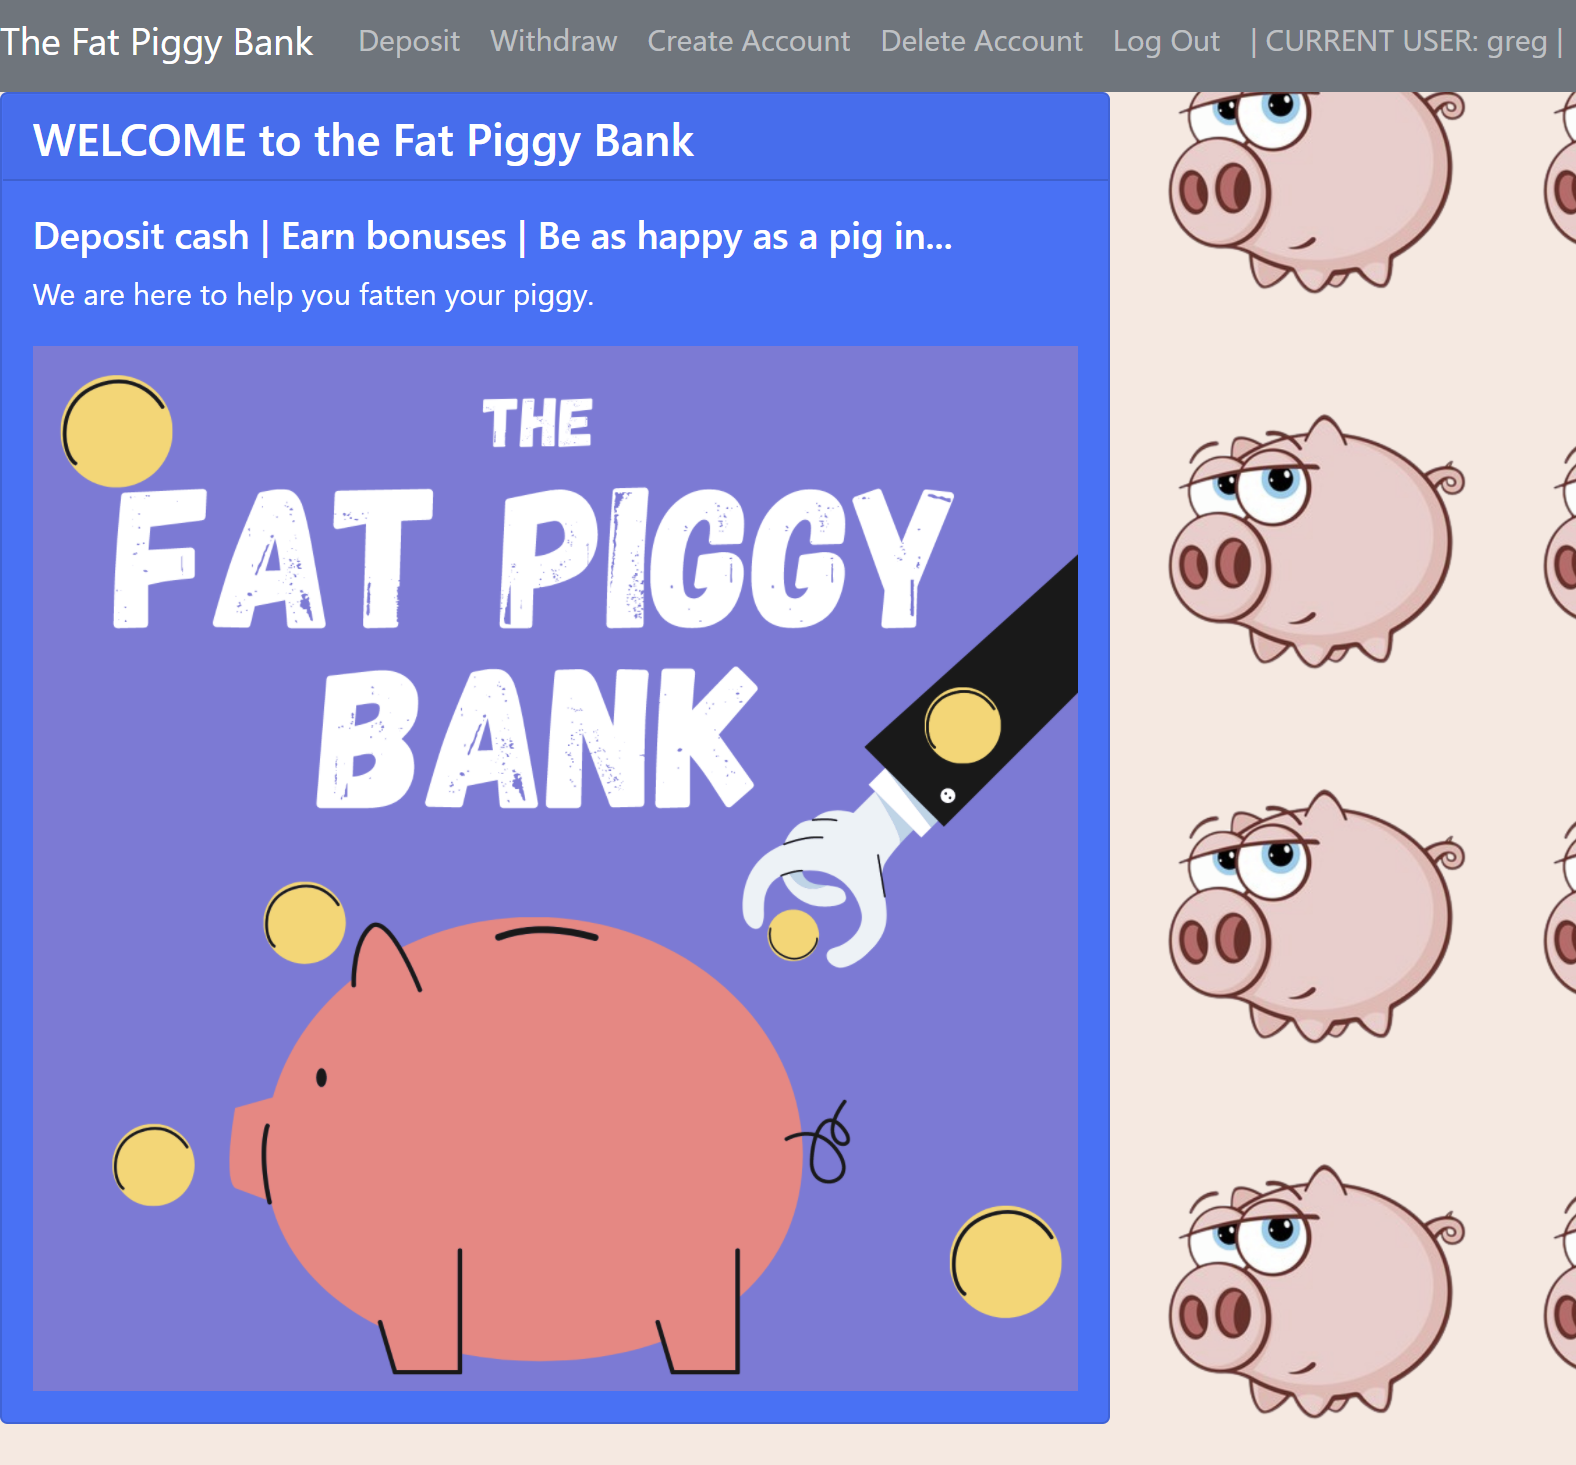 The Fat Piggy Bank Deposit Withdraw Create Account Delete Account Log Out | CURRENT USER: greg |
WELCOME to the Fat Piggy Bank
Deposit cash | Earn bonuses | Be as happy as a pig in...
We are here to help you fatten your piggy.
THE
FAT PIGGY
BANK